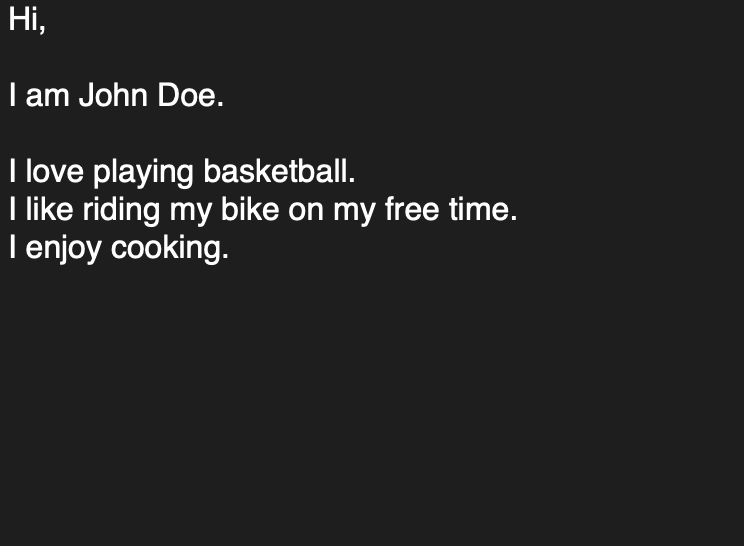 Hi,
I am John Doe.
I love playing basketball.
I like riding my bike on my free time.
I enjoy cooking.